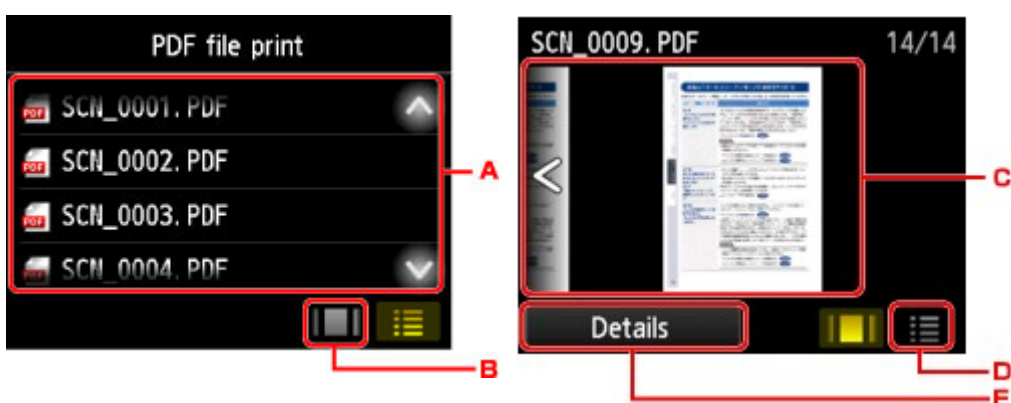 PDF file print
SCN_0001.PDF
SCN_0002.PDF
SCN_0003.PDF
SCN_0004.PDF
A
B
SCN_0009.PDF 14/14
C
Details
D
E